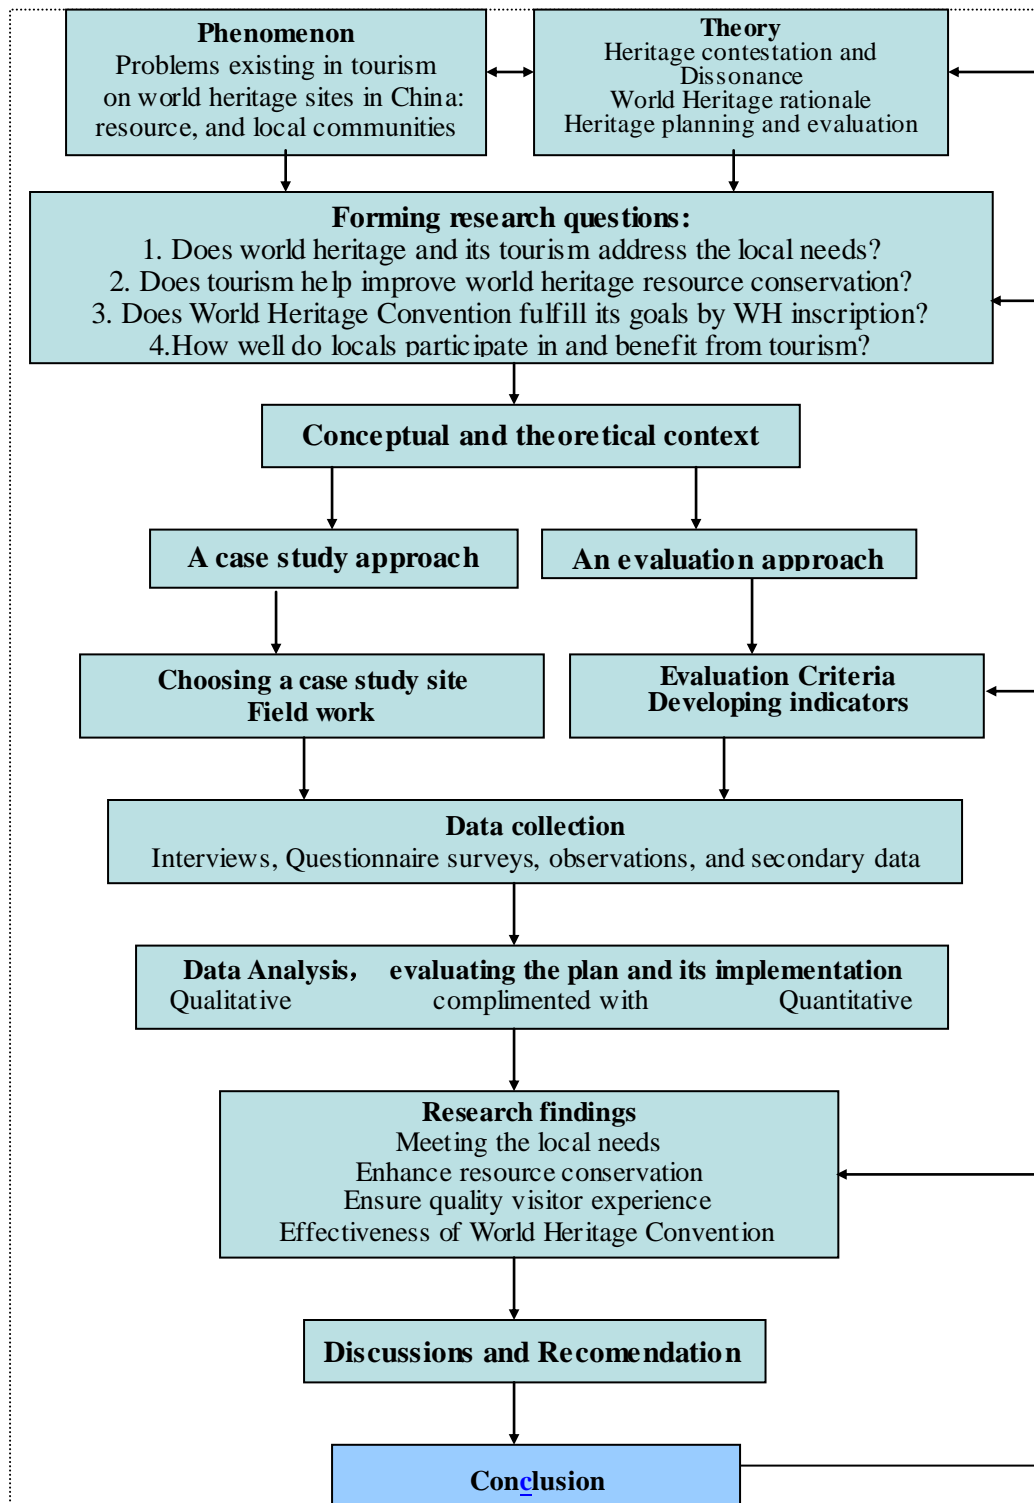 Phenomenon
Problems existing in tourism
on world heritage sites in China:
resource, and local communities
Theory
Heritage contestation and
Dissonance
World Heritage rationale
Heritage planning and evaluation
Forming research questions:
1. Does world heritage and its tourism address the local needs?
2. Does tourism help improve world heritage resource conservation?
3. Does World Heritage Convention fulfill its goals by WH inscription?
4.How well do locals participate in and benefit from tourism?
Conceptual and theoretical context
A case study approach
An evaluation approach
Choosing a case study site
Field work
Evaluation Criteria
Developing indicators
Data collection
Interviews, Questionnaire surveys, observations, and secondary data
Data Analysis， evaluating the plan and its implementation
Qualitative complimented with Quantitative
Research findings
Meeting the local needs
Enhance resource conservation
Ensure quality visitor experience
Effectiveness of World Heritage Convention
Discussions and Recomendation
Conclusion